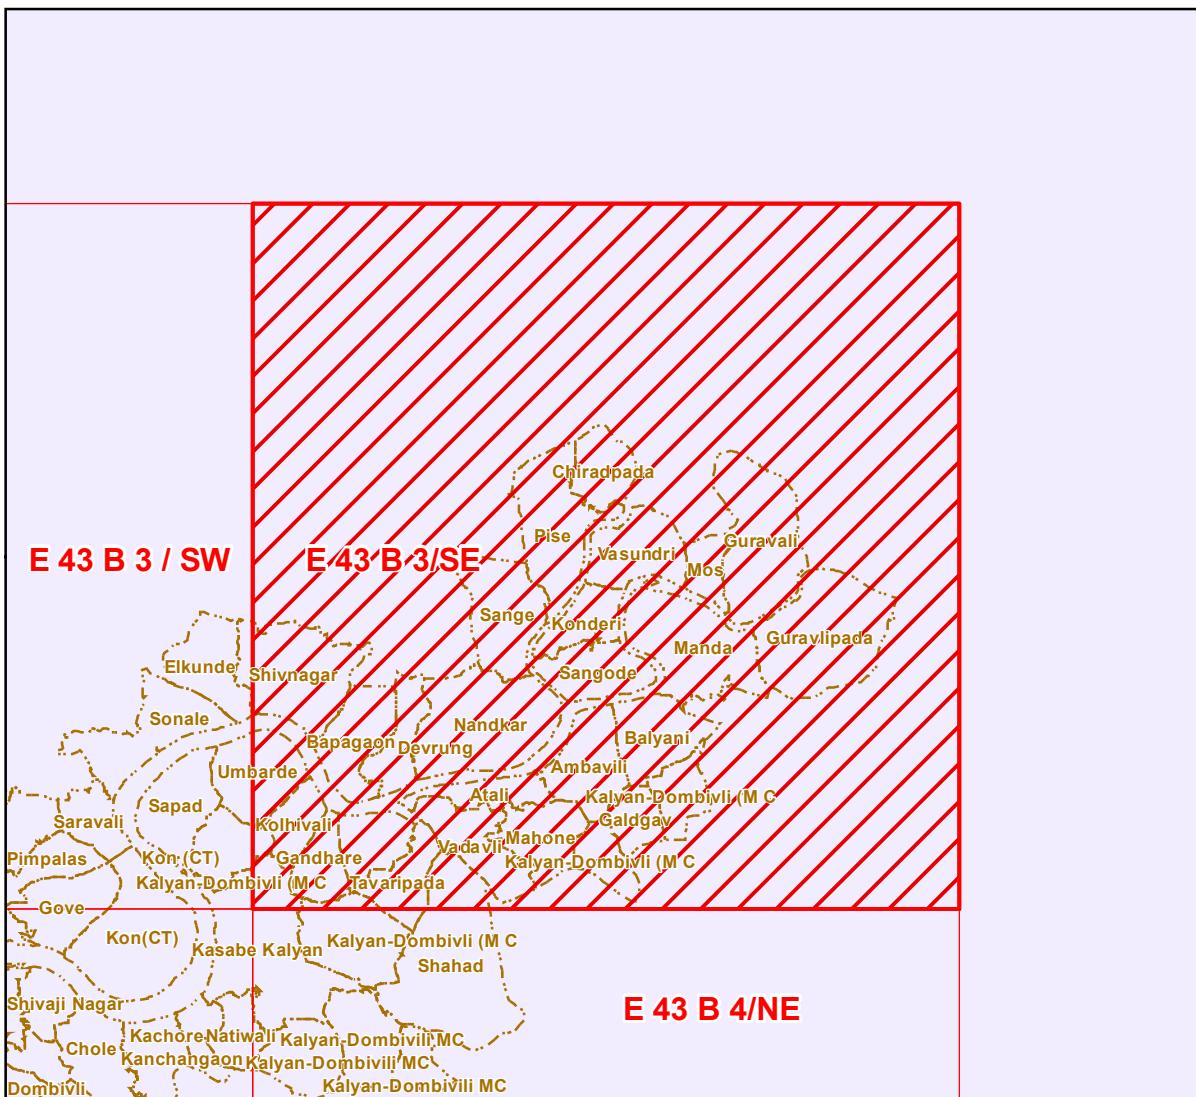 Chiradpada
Pise
Vasundri
Guravali
E 43 B 3 / SW
E 43 B 3/SE
Mos
Sange
Konderi
Manda
Guravlipada
Elkunde
Shivnagar
Sangode
Sonale
Nandkar
Bapagaon
Devrung
Balyani
Umbarde
Ambavili
Sapad
Atali
Kalyan-Dombivli (M C
Saravali
Kolhivali
Galdgav
Mahone
Vadavli
Pimpalas
Kon (CT)
Gandhare
Kalyan-Dombivli (M C
Kalyan-Dombivli (M C
Tavaripada
Gove
Kon(CT)
Kasabe Kalyan
Kalyan-Dombivli (M C
Shahad
Shivaji Nagar
E 43 B 4/NE
Kachore
Natiwali
Kalyan-Dombivili MC
Chole
Kanchangaon
Kalyan-Dombivili MC
Dombivli
Kalyan-Dombivili MC